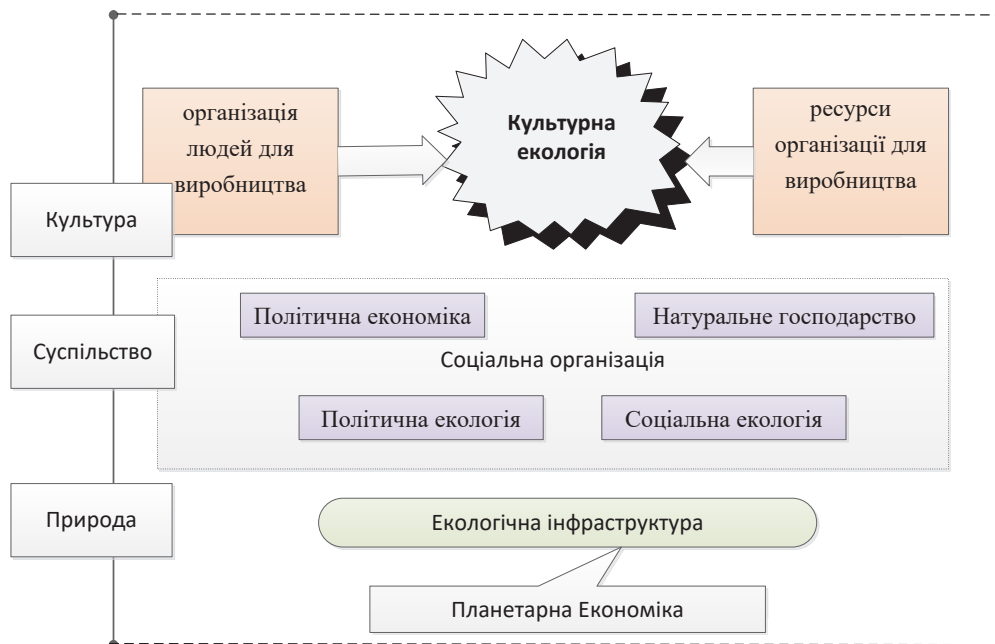 організація
людей для
виробництва
Культурна
екологія
ресурси
організації для
виробництва
Культура
Політична економіка
Натуральне господарство
Суспільство
Соціальна організація
Політична екологія
Соціальна екологія
Природа
Екологічна інфраструктура
Планетарна Економіка